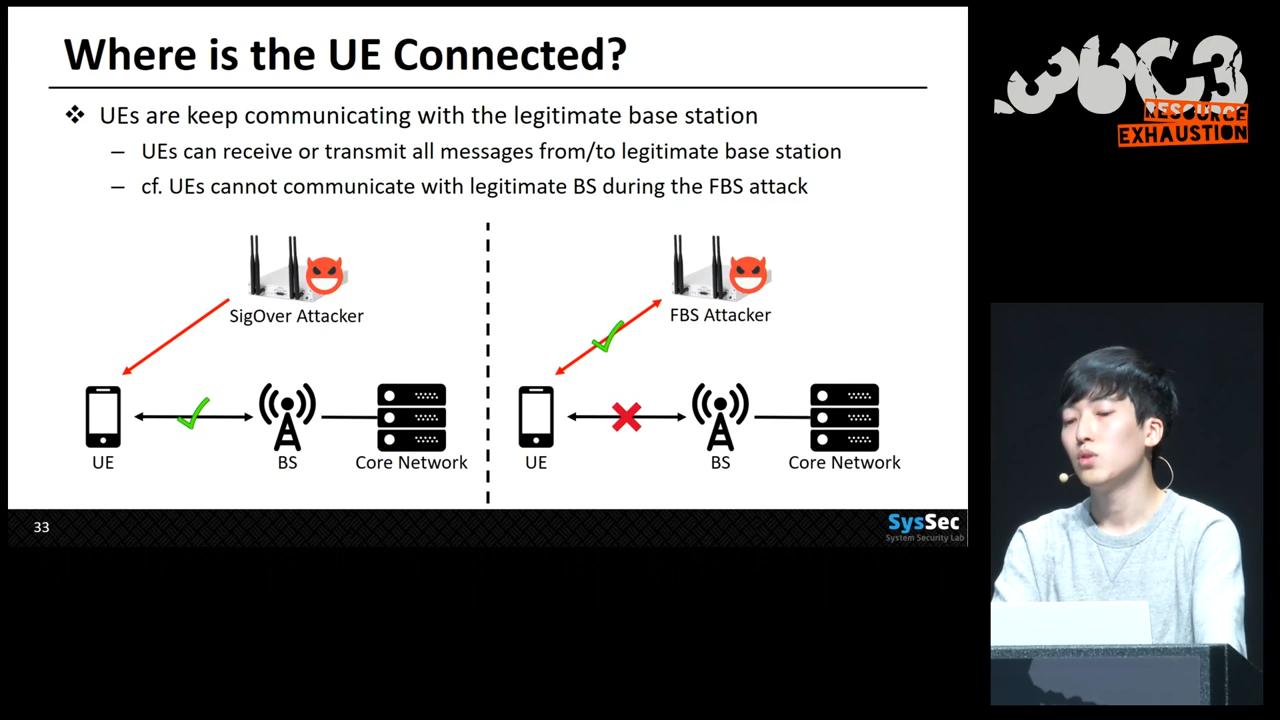 Where is the UE Connected?
❖ UEs are keep communicating with the legitimate base station
– UEs can receive or transmit all messages from/to legitimate base station
– cf. UEs cannot communicate with legitimate BS during the FBS attack
SigOver Attacker
UE
BS
Core Network
FBS Attacker
UE
BS
Core Network
33
SysSec
System Security Lab
36C3
RESOURCE
EXHAUSTION